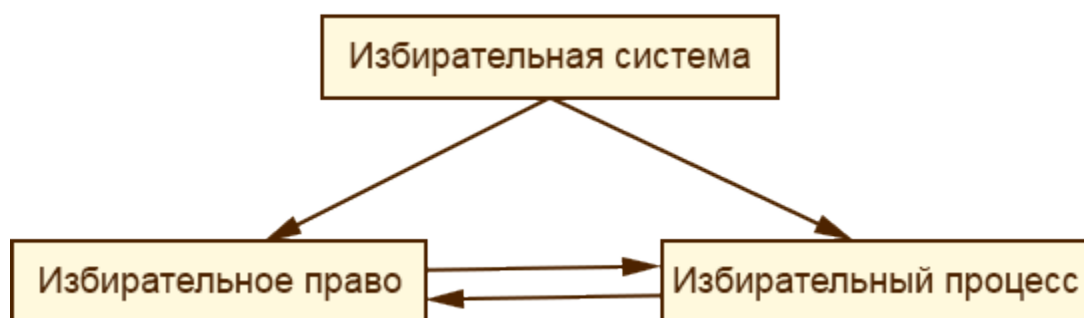 Избирательная система
Избирательное право
Избирательный процесс